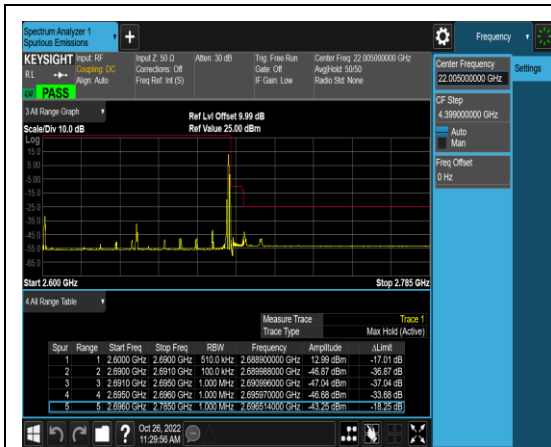 Spectrum Analyzer 1
Spurious Emissions
Frequency
KEYSIGHT
Input: RF
Input Z: 50 Ω
Atten: 30 dB
Trig: Free Run
Center Freq: 22.005000000 GHz
RL
Coupling: DC
Corrections: Off
Gate: Off
Avg|Hold: 50/50
Align: Auto
Freq Ref: Int (S)
IF Gain: Low
Radio Std: None
PASS
Center Frequency
22.005000000 GHz
Settings
CF Step
4.399000000 GHz
Auto
Man
Freq Offset
0 Hz
3 All Range Graph
Ref Lvl Offset 9.99 dB
Scale/Div 10.0 dB
Ref Value 25.00 dBm
Log
15.0
5.00
-5.00
-15.0
-25.0
-35.0
-45.0
-55.0
-65.0
Start 2.600 GHz
Stop 2.785 GHz
4 All Range Table
Measure Trace Trace 1
Trace Type Max Hold (Active)
Spur Range Start Freq Stop Freq RBW Frequency Amplitude ΔLimit
1 1 2.6000 GHz 2.6900 GHz 510.0 kHz 2.688900000 GHz 12.99 dBm -17.01 dB
2 2 2.6900 GHz 2.6910 GHz 100.0 kHz 2.689988000 GHz -46.87 dBm -36.87 dB
3 3 2.6910 GHz 2.6950 GHz 1.000 MHz 2.690996000 GHz -47.04 dBm -37.04 dB
4 4 2.6950 GHz 2.6960 GHz 1.000 MHz 2.695970000 GHz -46.68 dBm -33.68 dB
5 5 2.6960 GHz 2.7850 GHz 1.000 MHz 2.696514000 GHz -43.25 dBm -18.25 dB
Oct 26, 2022
11:29:56 AM